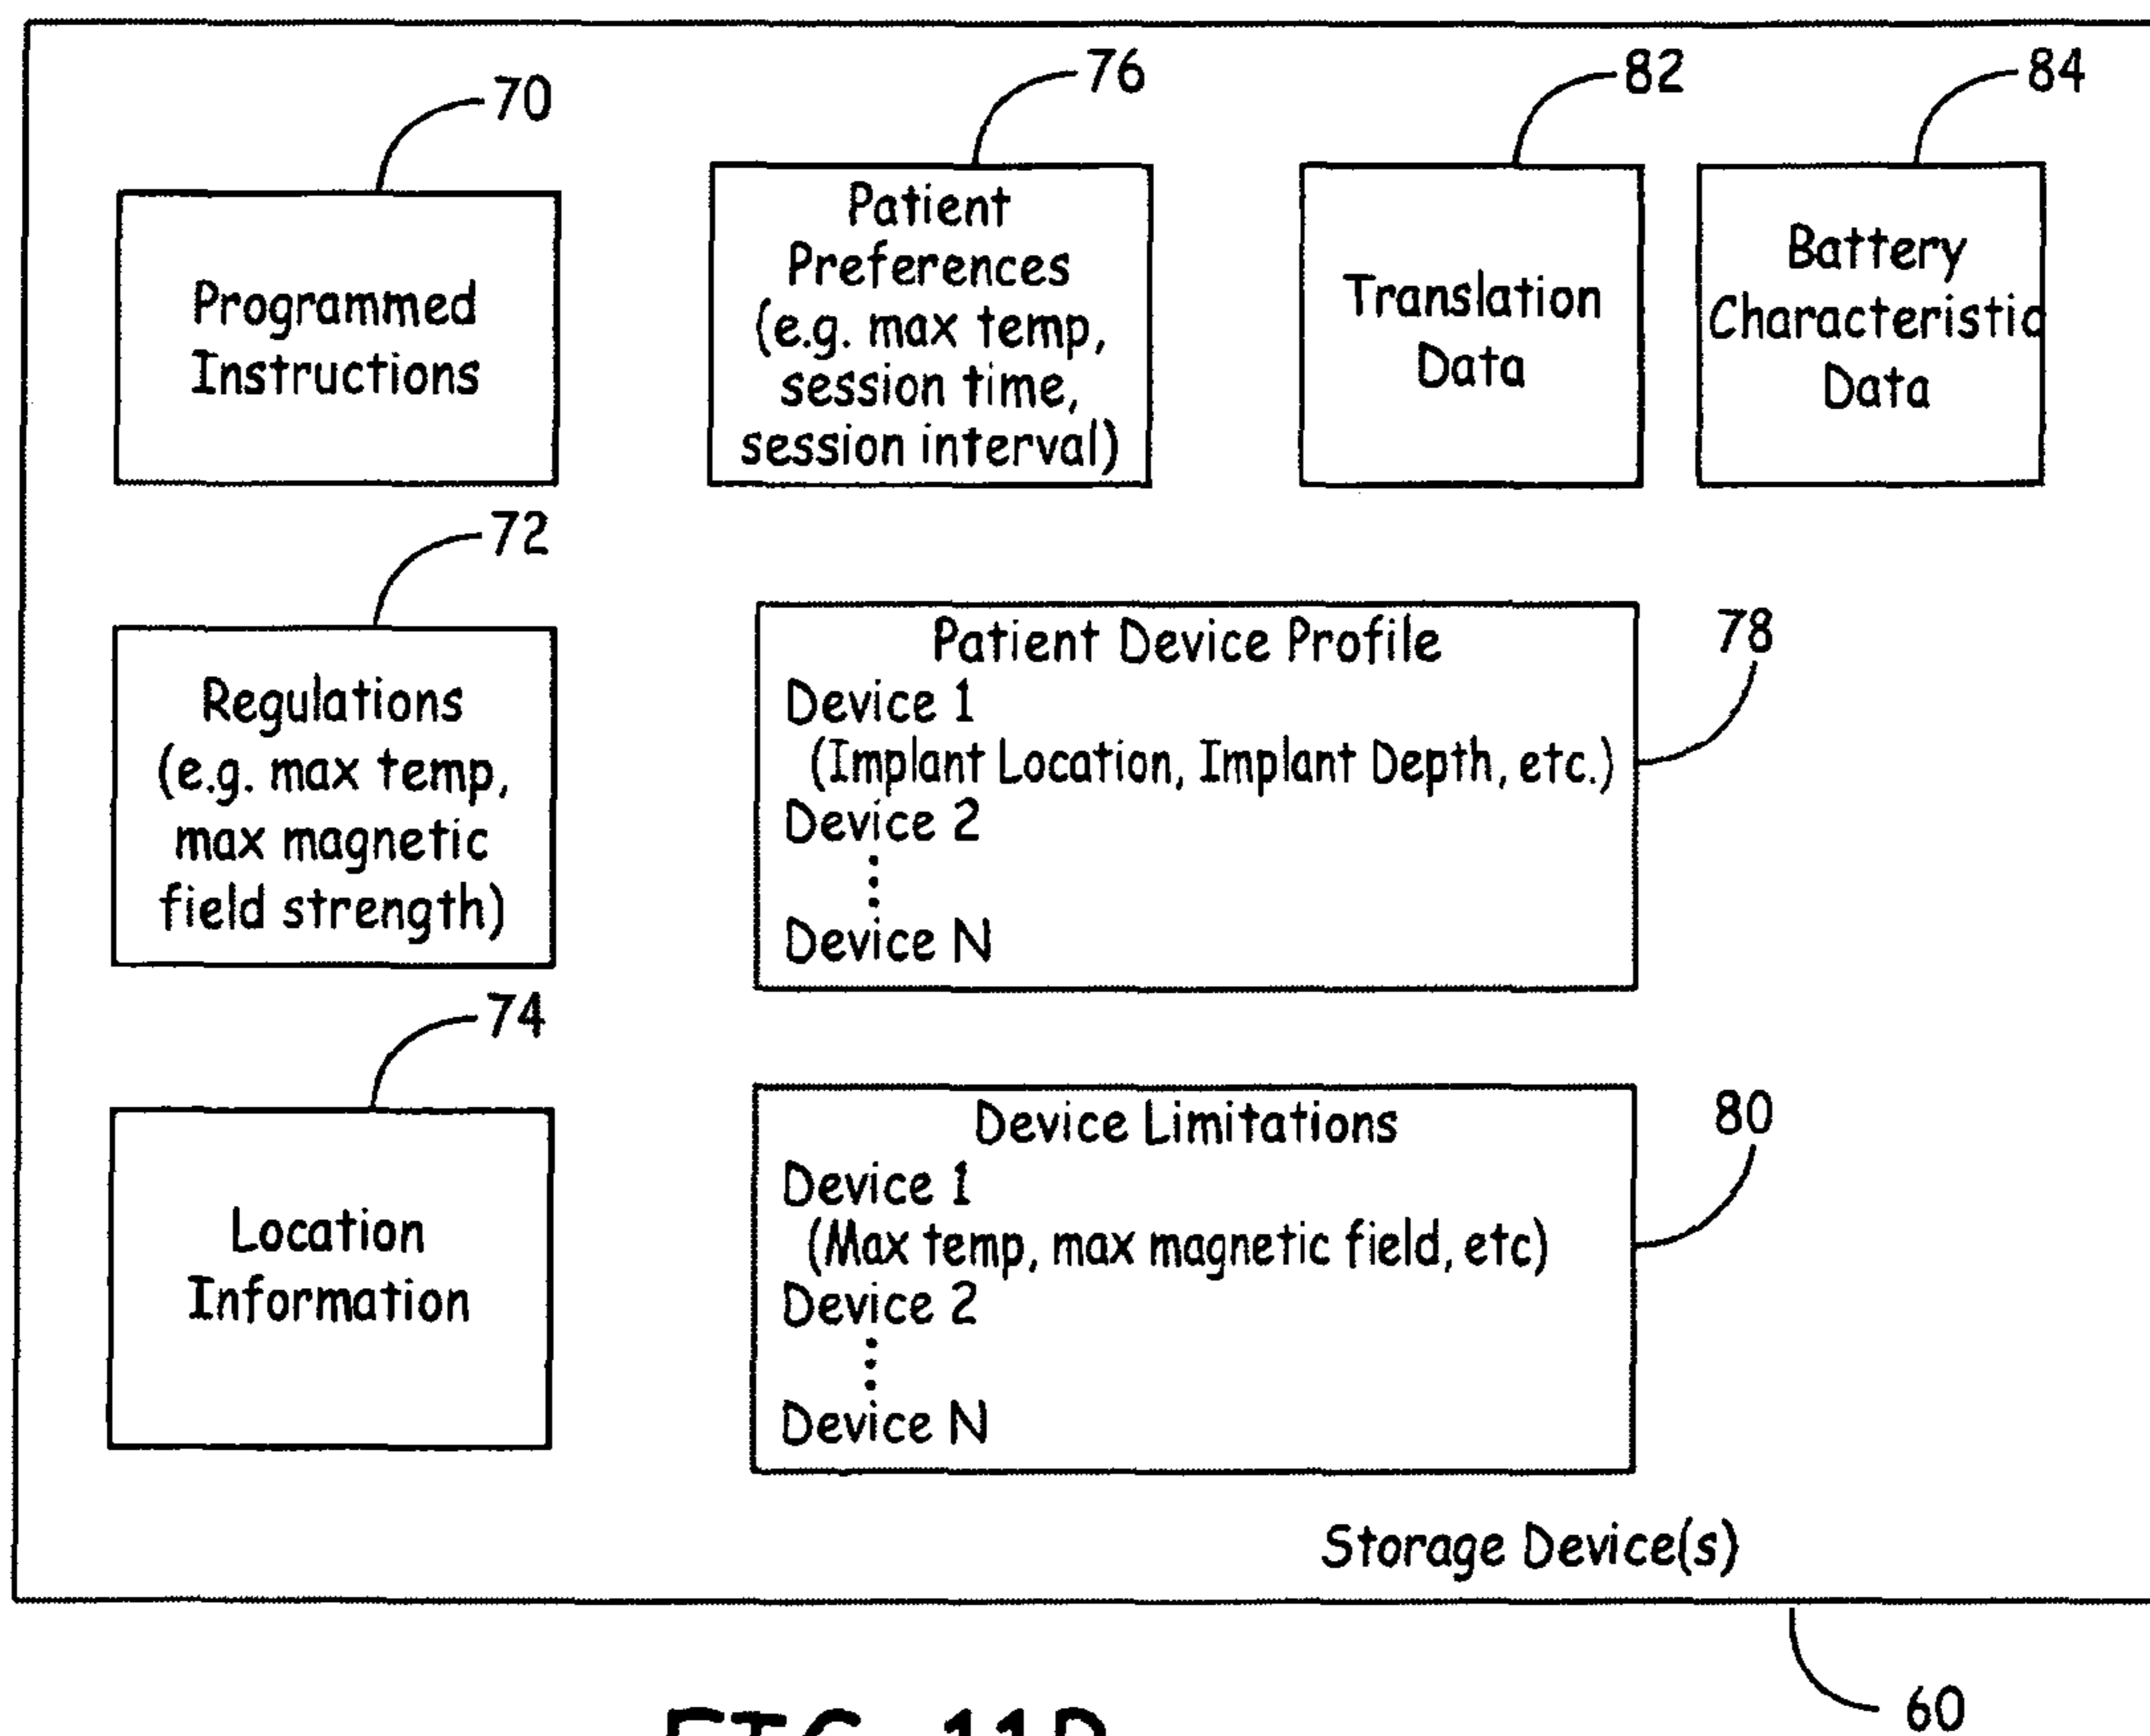 70
76
82
84
Programmed
Instructions
Patient
Preferences
(e.g. max temp,
session time,
session interval)
Translation
Data
Battery
Characteristic
Data
72
Regulations
(e.g. max temp,
max magnetic
field strength)
78
Patient Device Profile
Device 1
(Implant Location, Implant Depth, etc.)
Device 2
Device N
74
Location
Information
80
Device Limitations
Device 1
(Max temp, max magnetic field, etc)
Device 2
Device N
Storage Device(s)
60